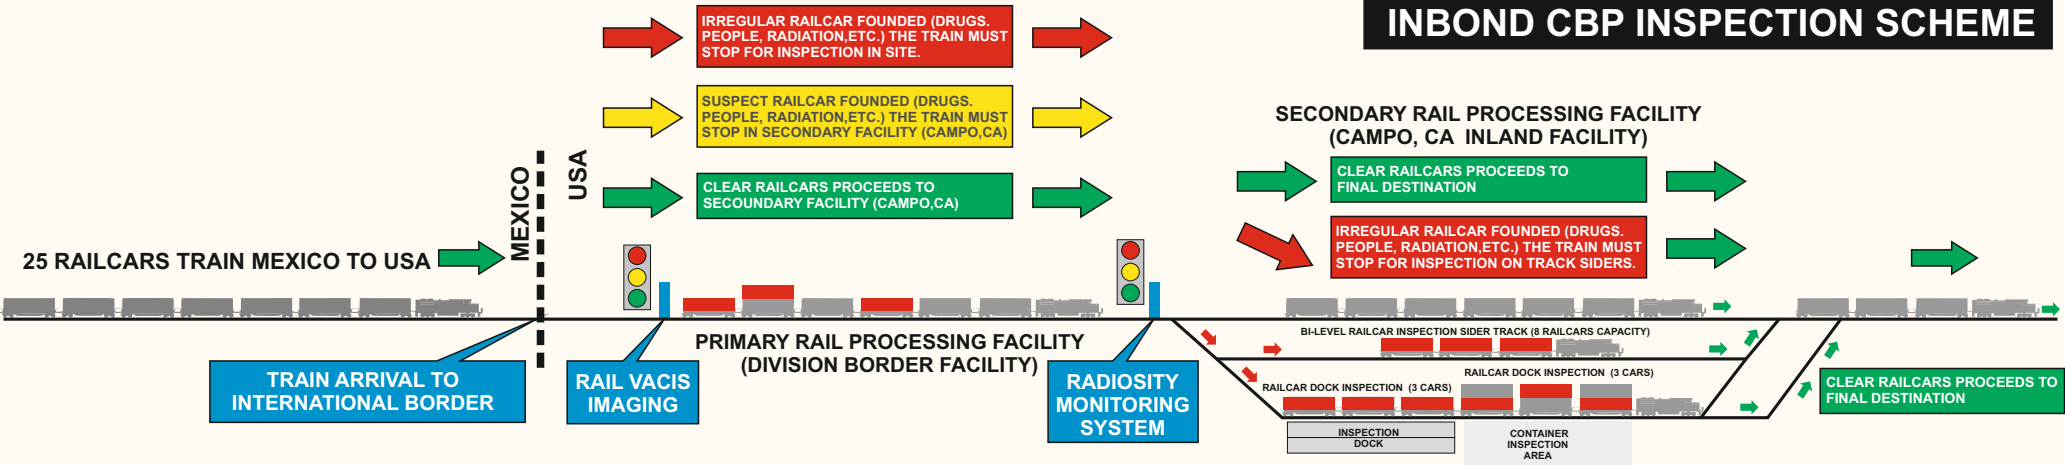 INBOND CBP INSPECTION SCHEME
IRREGULAR RAILCAR FOUNDED (DRUGS.
PEOPLE, RADIATION,ETC.) THE TRAIN MUST
STOP FOR INSPECTION IN SITE.
SUSPECT RAILCAR FOUNDED (DRUGS.
PEOPLE, RADIATION,ETC.) THE TRAIN MUST
STOP IN SECONDARY FACILITY (CAMPO,CA)
CLEAR RAILCARS PROCEEDS TO
SECOUNDARY FACILITY (CAMPO,CA)
MEXICO
USA
25 RAILCARS TRAIN MEXICO TO USA
SECONDARY RAIL PROCESSING FACILITY
(CAMPO, CA INLAND FACILITY)
CLEAR RAILCARS PROCEEDS TO
FINAL DESTINATION
IRREGULAR RAILCAR FOUNDED (DRUGS.
PEOPLE, RADIATION,ETC.) THE TRAIN MUST
STOP FOR INSPECTION ON TRACK SIDERS.
TRAIN ARRIVAL TO
INTERNATIONAL BORDER
RAIL VACIS
IMAGING
PRIMARY RAIL PROCESSING FACILITY
(DIVISION BORDER FACILITY)
RADIOSITY
MONITORING
SYSTEM
BI-LEVEL RAILCAR INSPECTION SIDER TRACK (8 RAILCARS CAPACITY)
RAILCAR DOCK INSPECTION (3 CARS)
RAILCAR DOCK INSPECTION (3 CARS)
INSPECTION
DOCK
CONTAINER
INSPECTION
AREA
CLEAR RAILCARS PROCEEDS TO
FINAL DESTINATION